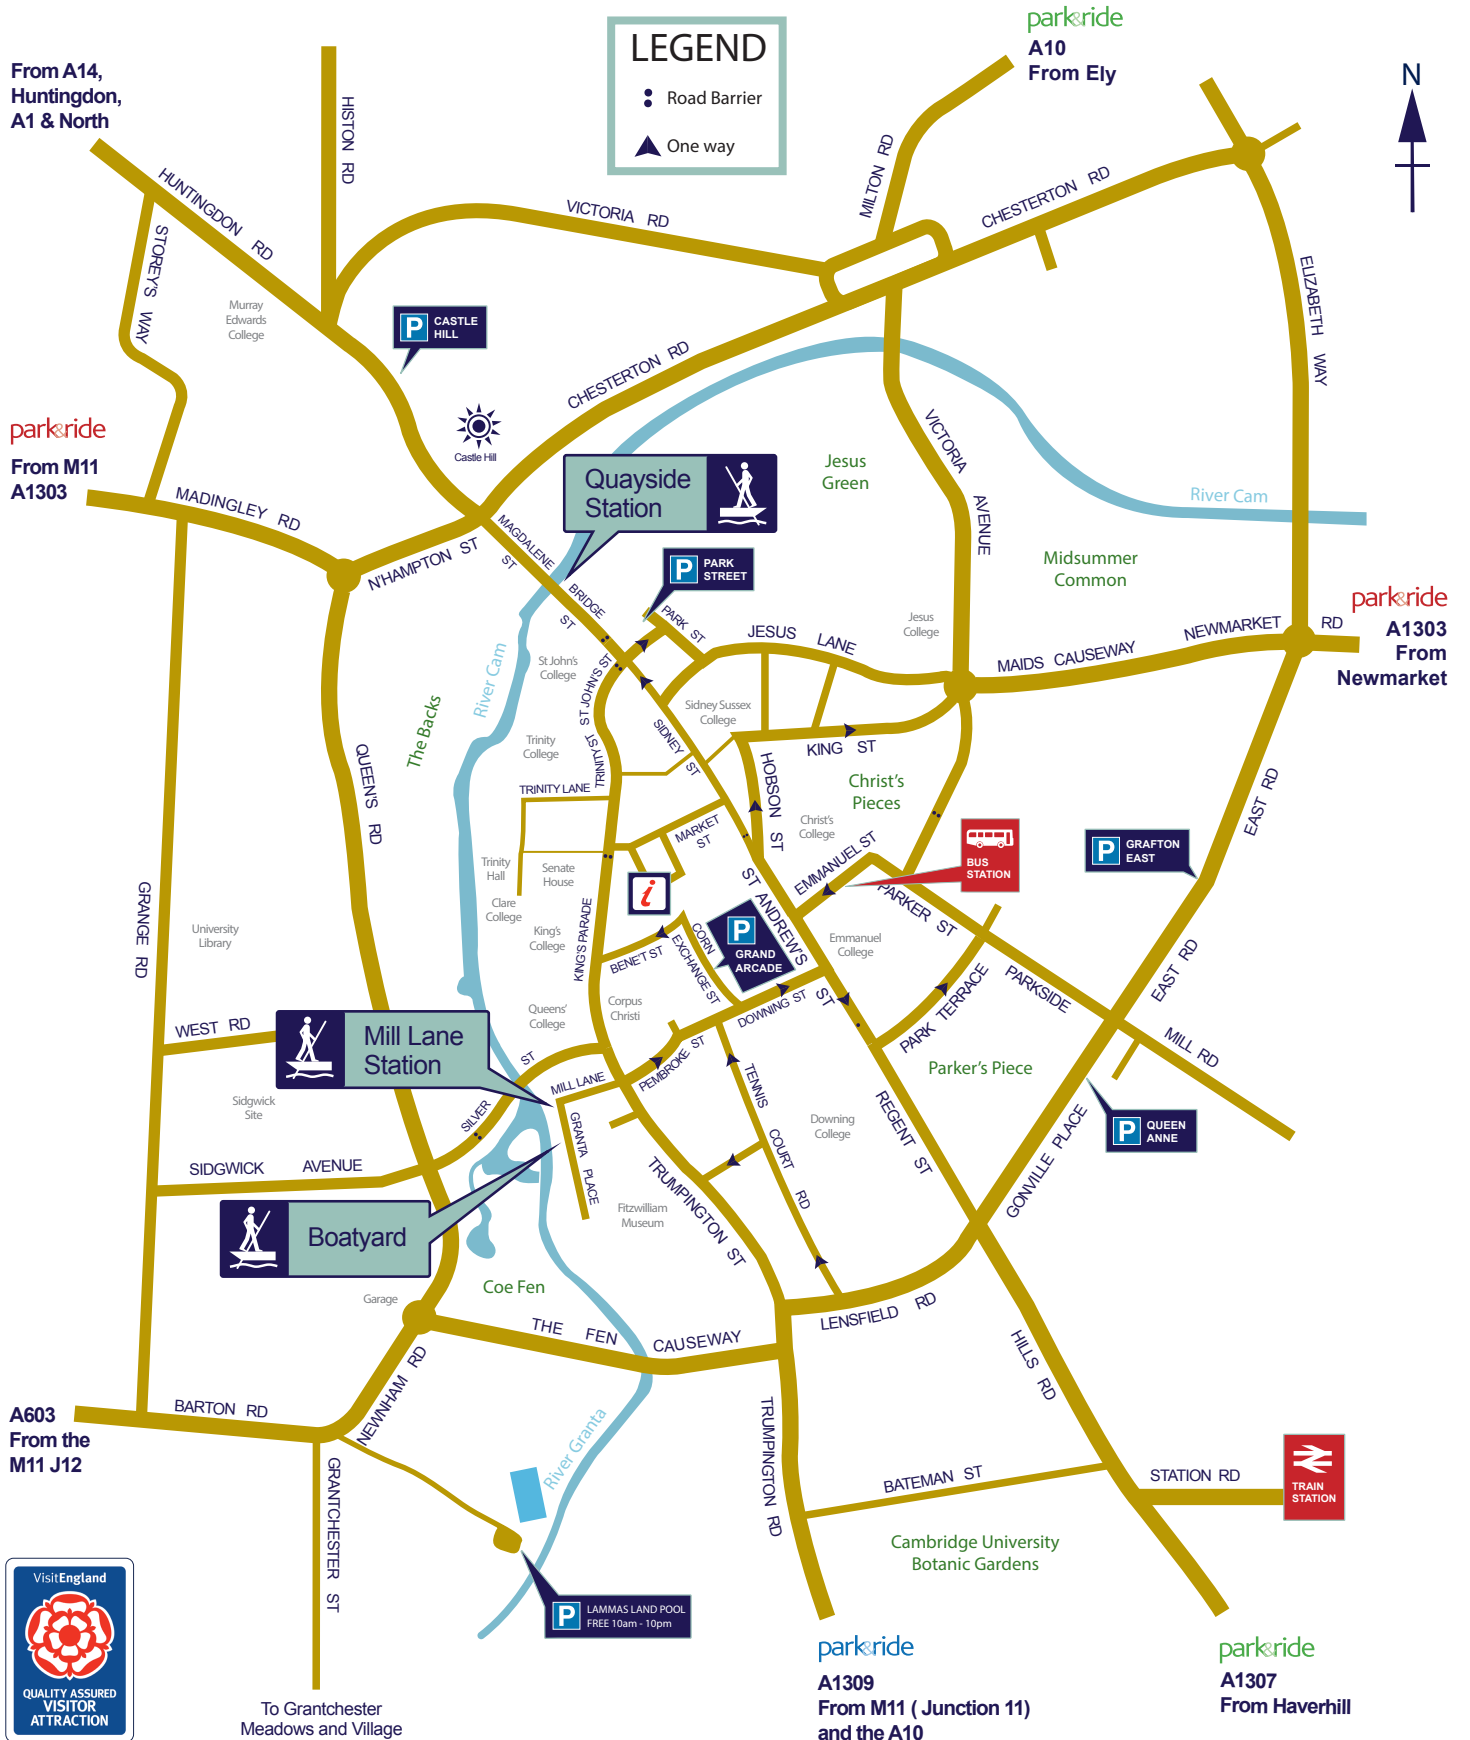 park&ride
A10
From Ely
LEGEND
Road Barrier
One way
From A14,
Huntingdon,
A1 & North
N
HISTON RD
HUNTINGDON RD
STOREY'S WAY
VICTORIA RD
MILTON RD
CHESTERTON RD
ELIZABETH WAY
Murray
Edwards
College
P CASTLE
HILL
CHESTERTON RD
Castle Hill
park&ride
From M11
A1303
MADINGLEY RD
N'HAMPTON ST
MAGDALENE
ST
Quayside
Station
Jesus
Green
VICTORIA
AVENUE
River Cam
Midsummer
Common
P PARK
STREET
BRIDGE
ST
PARK ST
JESUS LANE
Jesus
College
MAIDS CAUSEWAY
NEWMARKET RD
park&ride
A1303
From
Newmarket
River Cam
The Backs
St John's
College
ST JOHN'S ST
Sidney Sussex
College
SIDNEY ST
KING ST
HOBSON ST
Trinity
College
TRINITY ST
TRINITY LANE
QUEEN'S RD
Christ's
Pieces
Christ's
College
MARKET
ST
EMMANUEL ST
BUS
STATION
EAST RD
P GRAFTON
EAST
Trinity
Hall
Senate
House
i
Clare
College
ST ANDREW'S ST
PARKER ST
GRANGE RD
University
Library
King's
College
KING'S PARADE
BENE'T ST
CORN
EXCHANGE ST
P
GRAND
ARCADE
Emmanuel
College
PARKSIDE
EAST RD
PARK TERRACE
MILL RD
Queens'
College
Corpus
Christi
DOWNING ST
WEST RD
Mill Lane
Station
SILVER ST
MILL LANE
PEMBROKE ST
TENNIS COURT RD
Parker's Piece
REGENT ST
Downing
College
GONVILLE PLACE
P QUEEN
ANNE
Sidgwick
Site
SIDGWICK AVENUE
GRANTA PLACE
Boatyard
Fitzwilliam
Museum
TRUMPINGTON ST
Coe Fen
Garage
THE FEN CAUSEWAY
LENSFIELD RD
HILLS RD
A603
From the
M11 J12
BARTON RD
NEWNHAM RD
GRANTCHESTER ST
River Granta
TRUMPINGTON RD
BATEMAN ST
STATION RD
TRAIN
STATION
Cambridge University
Botanic Gardens
P LAMMAS LAND POOL
FREE 10am - 10pm
VisitEngland
QUALITY ASSURED
VISITOR
ATTRACTION
To Grantchester
Meadows and Village
park&ride
A1309
From M11 ( Junction 11)
and the A10
park&ride
A1307
From Haverhill